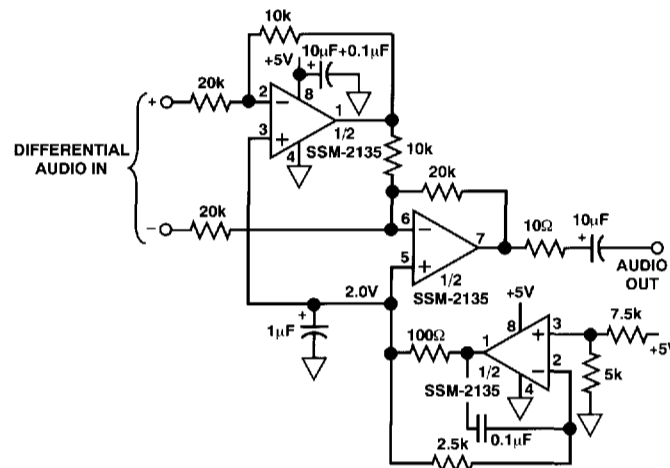 10k
+5V
10µF+0.1µF
+
20k
+
2
−
8
1
3
+
1/2
SSM-2135
4
10k
DIFFERENTIAL
AUDIO IN
20k
−
20k
6
−
7
10Ω
10µF
+
5
+
1/2
SSM-2135
AUDIO
OUT
2.0V
+
1µF
+5V
100Ω
1
8
+
3
7.5k
+5V
1/2
−
2
SSM-2135
4
5k
0.1µF
2.5k